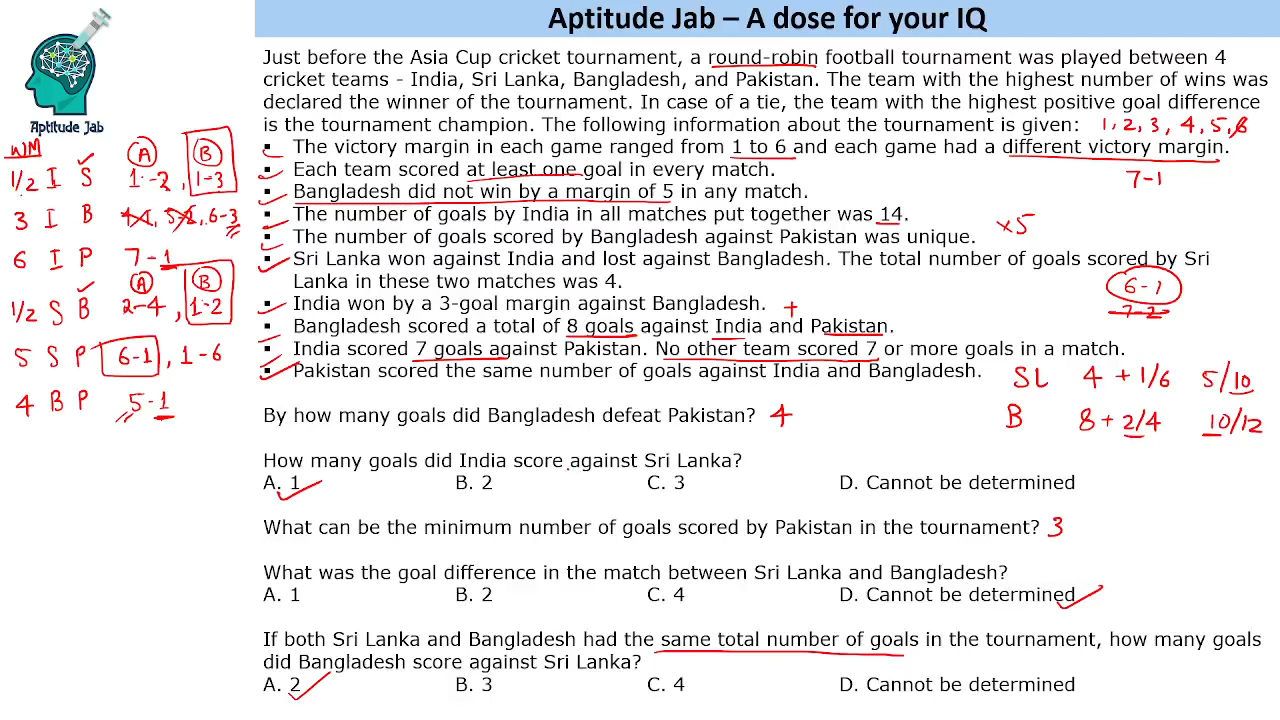 Aptitude Jab – A dose for your IQ
Aptitude Jab
Just before the Asia Cup cricket tournament, a round-robin football tournament was played between 4
cricket teams - India, Sri Lanka, Bangladesh, and Pakistan. The team with the highest number of wins was
declared the winner of the tournament. In case of a tie, the team with the highest positive goal difference
is the tournament champion. The following information about the tournament is given: 1, 2, 3, 4, 5, 6
▪ The victory margin in each game ranged from 1 to 6 and each game had a different victory margin.
7-1
▪ Each team scored at least one goal in every match.
▪ Bangladesh did not win by a margin of 5 in any match.
▪ The number of goals by India in all matches put together was 14.
×5
▪ The number of goals scored by Bangladesh against Pakistan was unique.
▪ Sri Lanka won against India and lost against Bangladesh. The total number of goals scored by Sri
Lanka in these two matches was 4.
6-1
7-2
▪ India won by a 3-goal margin against Bangladesh. +
▪ Bangladesh scored a total of 8 goals against India and Pakistan.
▪ India scored 7 goals against Pakistan. No other team scored 7 or more goals in a match.
▪ Pakistan scored the same number of goals against India and Bangladesh.
SL 4 + 1/6 5/10
B 8 + 2/4 10/12
WM A B
1/2 I S 1-2, 1-3
3 I B 4-1, 5-2, 6-3
6 I P 7-1
A B
1/2 S B 2-4, 1-2
5 S P 6-1, 1-6
4 B P 5-1
By how many goals did Bangladesh defeat Pakistan? 4
How many goals did India score against Sri Lanka?
A. 1 B. 2 C. 3 D. Cannot be determined
What can be the minimum number of goals scored by Pakistan in the tournament? 3
What was the goal difference in the match between Sri Lanka and Bangladesh?
A. 1 B. 2 C. 4 D. Cannot be determined
If both Sri Lanka and Bangladesh had the same total number of goals in the tournament, how many goals
did Bangladesh score against Sri Lanka?
A. 2 B. 3 C. 4 D. Cannot be determined